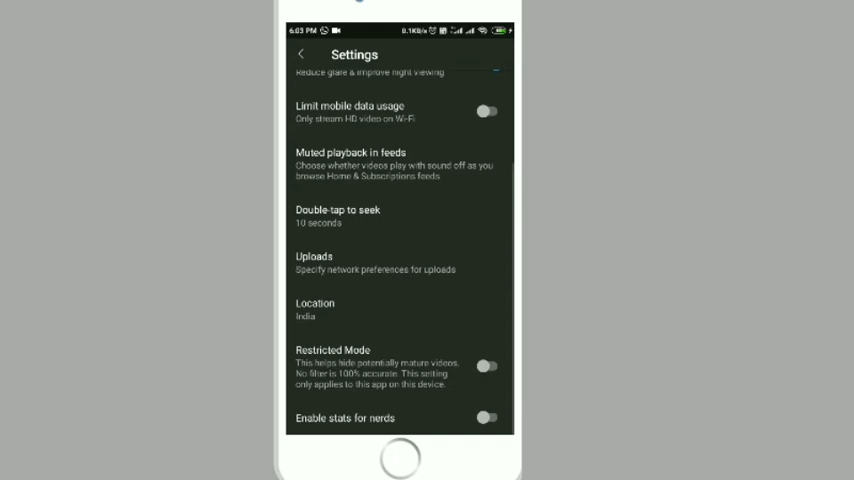 6:03 PM 0.1KB/s
Settings
Reduce glare & improve night viewing
Limit mobile data usage
Only stream HD video on Wi-Fi
Muted playback in feeds
Choose whether videos play with sound off as you
browse Home & Subscriptions feeds
Double-tap to seek
10 seconds
Uploads
Specify network preferences for uploads
Location
India
Restricted Mode
This helps hide potentially mature videos.
No filter is 100% accurate. This setting
only applies to this app on this device.
Enable stats for nerds